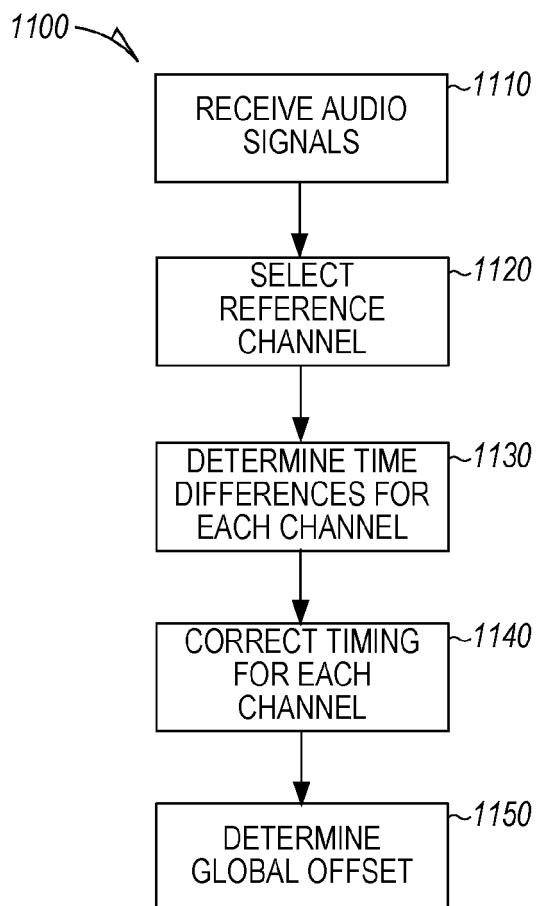 1100
RECEIVE AUDIO
SIGNALS
1110
SELECT
REFERENCE
CHANNEL
1120
DETERMINE TIME
DIFFERENCES FOR
EACH CHANNEL
1130
CORRECT TIMING
FOR EACH
CHANNEL
1140
DETERMINE
GLOBAL OFFSET
1150